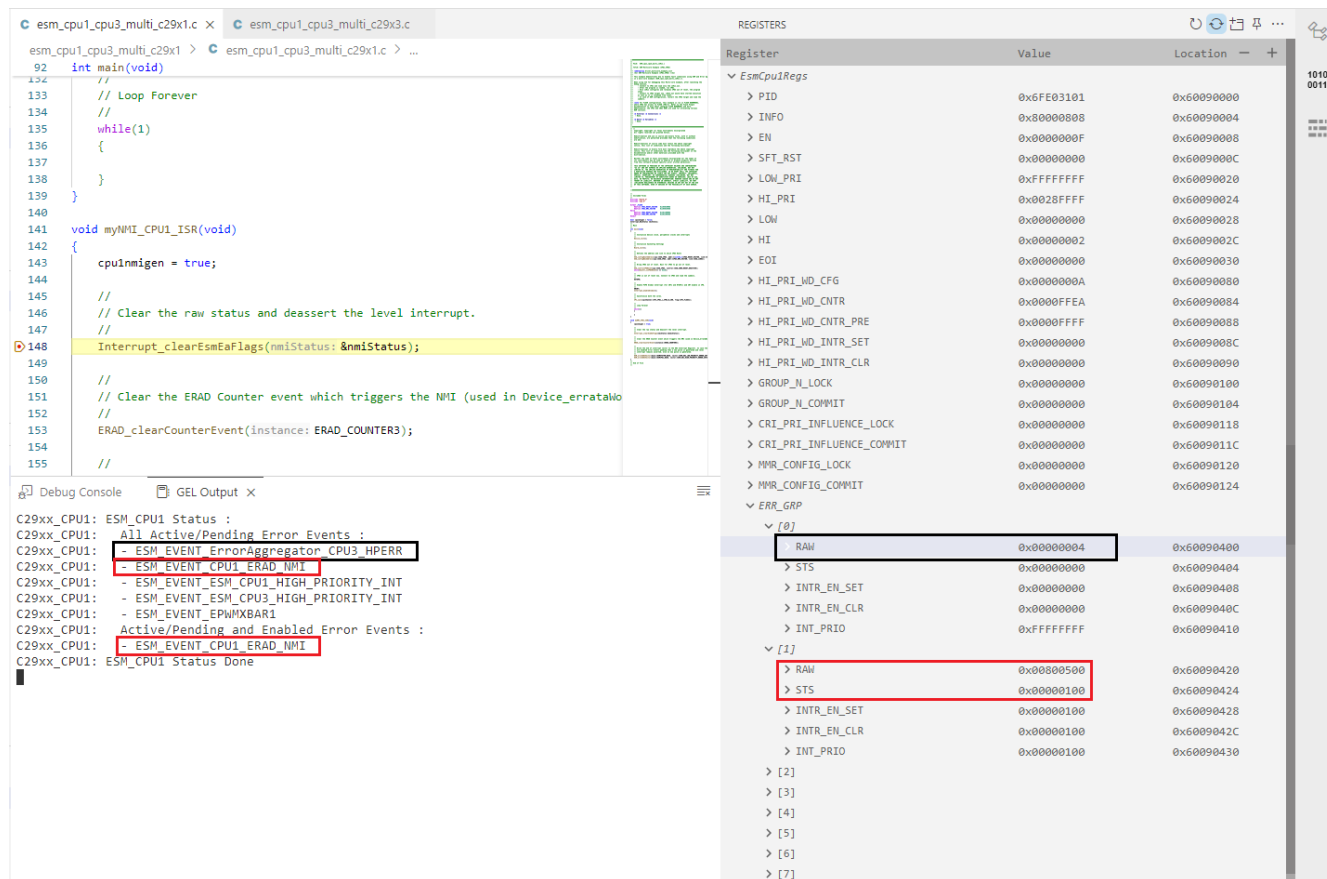 C esm_cpu1_cpu3_multi_c29x1.c × C esm_cpu1_cpu3_multi_c29x3.c
esm_cpu1_cpu3_multi_c29x1 > C esm_cpu1_cpu3_multi_c29x1.c > ...
92 int main(void)
132 //
133 // Loop Forever
134 //
135 while(1)
136 {
137
138 }
139 }
140
141 void myNMI_CPU1_ISR(void)
142 {
143 cpu1nmigen = true;
144
145 //
146 // Clear the raw status and deassert the level interrupt.
147 //
148 Interrupt_clearEsmEaFlags(nmiStatus: &nmiStatus);
149
150 //
151 // Clear the ERAD Counter event which triggers the NMI (used in Device_errataWo
152 //
153 ERAD_clearCounterEvent(instance: ERAD_COUNTER3);
154
155 //
Debug Console GEL Output ×
C29xx_CPU1: ESM_CPU1 Status :
C29xx_CPU1: All Active/Pending Error Events :
C29xx_CPU1: - ESM_EVENT_ErrorAggregator_CPU3_HPERR
C29xx_CPU1: - ESM_EVENT_CPU1_ERAD_NMI
C29xx_CPU1: - ESM_EVENT_ESM_CPU1_HIGH_PRIORITY_INT
C29xx_CPU1: - ESM_EVENT_ESM_CPU3_HIGH_PRIORITY_INT
C29xx_CPU1: - ESM_EVENT_EPWMXBAR1
C29xx_CPU1: Active/Pending and Enabled Error Events :
C29xx_CPU1: - ESM_EVENT_CPU1_ERAD_NMI
C29xx_CPU1: ESM_CPU1 Status Done
REGISTERS
Register Value Location − +
EsmCpu1Regs
> PID 0x6FE03101 0x60090000
> INFO 0x80000808 0x60090004
> EN 0x0000000F 0x60090008
> SFT_RST 0x00000000 0x6009000C
> LOW_PRI 0xFFFFFFFF 0x60090020
> HI_PRI 0x0028FFFF 0x60090024
> LOW 0x00000000 0x60090028
> HI 0x00000002 0x6009002C
> EOI 0x00000000 0x60090030
> HI_PRI_WD_CFG 0x0000000A 0x60090080
> HI_PRI_WD_CNTR 0x0000FFEA 0x60090084
> HI_PRI_WD_CNTR_PRE 0x0000FFFF 0x60090088
> HI_PRI_WD_INTR_SET 0x00000000 0x6009008C
> HI_PRI_WD_INTR_CLR 0x00000000 0x60090090
> GROUP_N_LOCK 0x00000000 0x60090100
> GROUP_N_COMMIT 0x00000000 0x60090104
> CRI_PRI_INFLUENCE_LOCK 0x00000000 0x60090118
> CRI_PRI_INFLUENCE_COMMIT 0x00000000 0x6009011C
> MMR_CONFIG_LOCK 0x00000000 0x60090120
> MMR_CONFIG_COMMIT 0x00000000 0x60090124
ERR_GRP
[0]
RAW 0x00000004 0x60090400
> STS 0x00000000 0x60090404
> INTR_EN_SET 0x00000000 0x60090408
> INTR_EN_CLR 0x00000000 0x6009040C
> INT_PRIO 0xFFFFFFFF 0x60090410
[1]
> RAW 0x00800500 0x60090420
> STS 0x00000100 0x60090424
> INTR_EN_SET 0x00000100 0x60090428
> INTR_EN_CLR 0x00000100 0x6009042C
> INT_PRIO 0x00000100 0x60090430
> [2]
> [3]
> [4]
> [5]
> [6]
> [7]
1010
0011